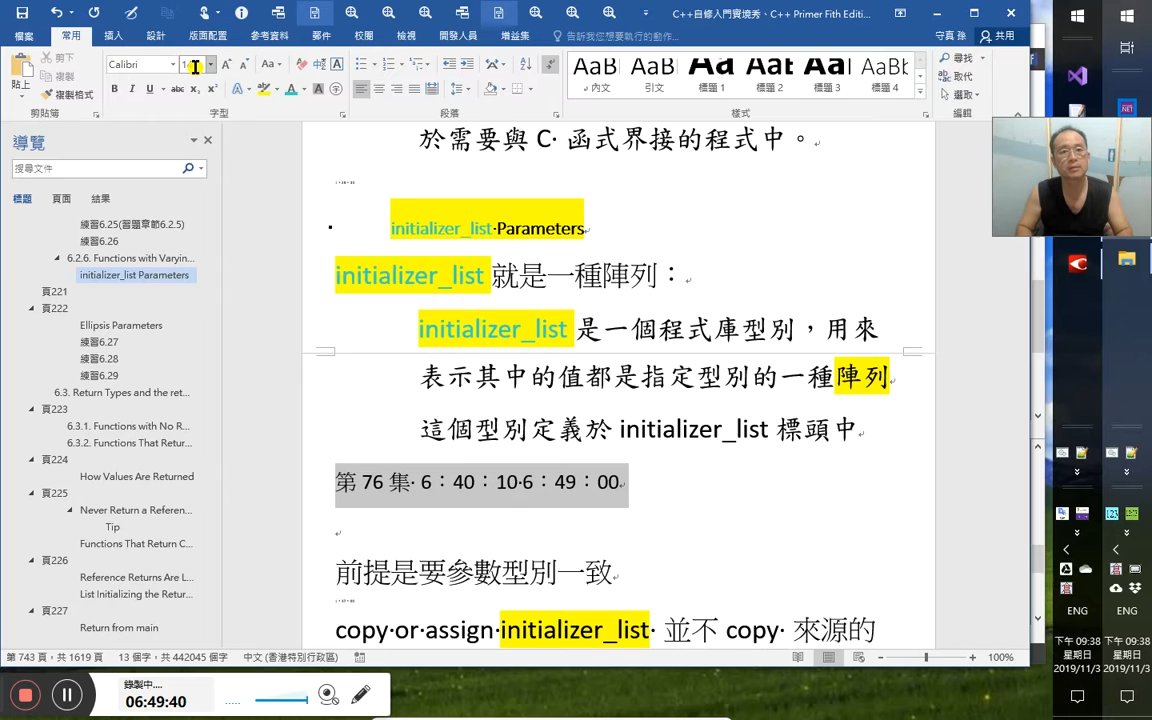 C++自修入門實境秀、C++ Primer Fith Editi...
檔案 常用 插入 設計 版面配置 參考資料 郵件 校閱 檢視 開發人員 增益集 告訴我您想要執行的動作... 守真 孫 共用
貼上 剪下 複製 複製格式 剪貼簿
Calibri
字型
段落
AaB AaB Aa AaE AaB AaBb
內文 引文 標題 1 標題 2 標題 3 標題 4
樣式
尋找 取代 選取 編輯
導覽
搜尋文件
標題 頁面 結果
練習6.25(習題章節6.2.5)
練習6.26
6.2.6. Functions with Varyin...
initializer_list Parameters
頁221
頁222
Ellipsis Parameters
練習6.27
練習6.28
練習6.29
6.3. Return Types and the ret...
頁223
6.3.1. Functions with No R...
6.3.2. Functions That Retur...
頁224
How Values Are Returned
頁225
Never Return a Referen...
Tip
Functions That Return C...
頁226
Reference Returns Are L...
List Initializing the Retur...
頁227
Return from main
於需要與 C· 函式界接的程式中。
initializer_list·Parameters
initializer_list 就是一種陣列：
initializer_list 是一個程式庫型別，用來
表示其中的值都是指定型別的一種陣列
這個型別定義於 initializer_list 標頭中
第 76 集· 6：40：10·6：49：00
前提是要參數型別一致
copy·or·assign·initializer_list· 並不 copy· 來源的
第 743 頁，共 1619 頁 13 個字，共 442045 個字 中文 (香港特別行政區) 100%
錄製中....
06:49:40
ENG ENG
下午 09:38 下午 09:38
星期日 星期日
2019/11/3 2019/11/3